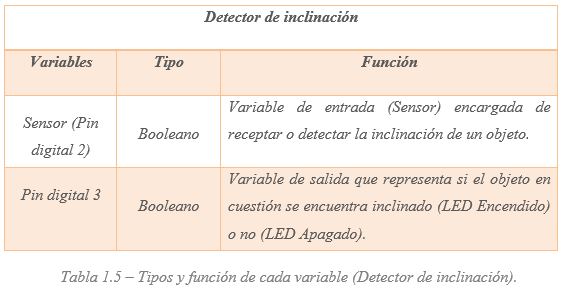 Detector de inclinación
Variables Tipo Función
Sensor (Pin digital 2) Booleano Variable de entrada (Sensor) encargada de
receptar o detectar la inclinación de un objeto.
Pin digital 3 Booleano Variable de salida que representa si el objeto en
cuestión se encuentra inclinado (LED Encendido)
o no (LED Apagado).
Tabla 1.5 – Tipos y función de cada variable (Detector de inclinación).